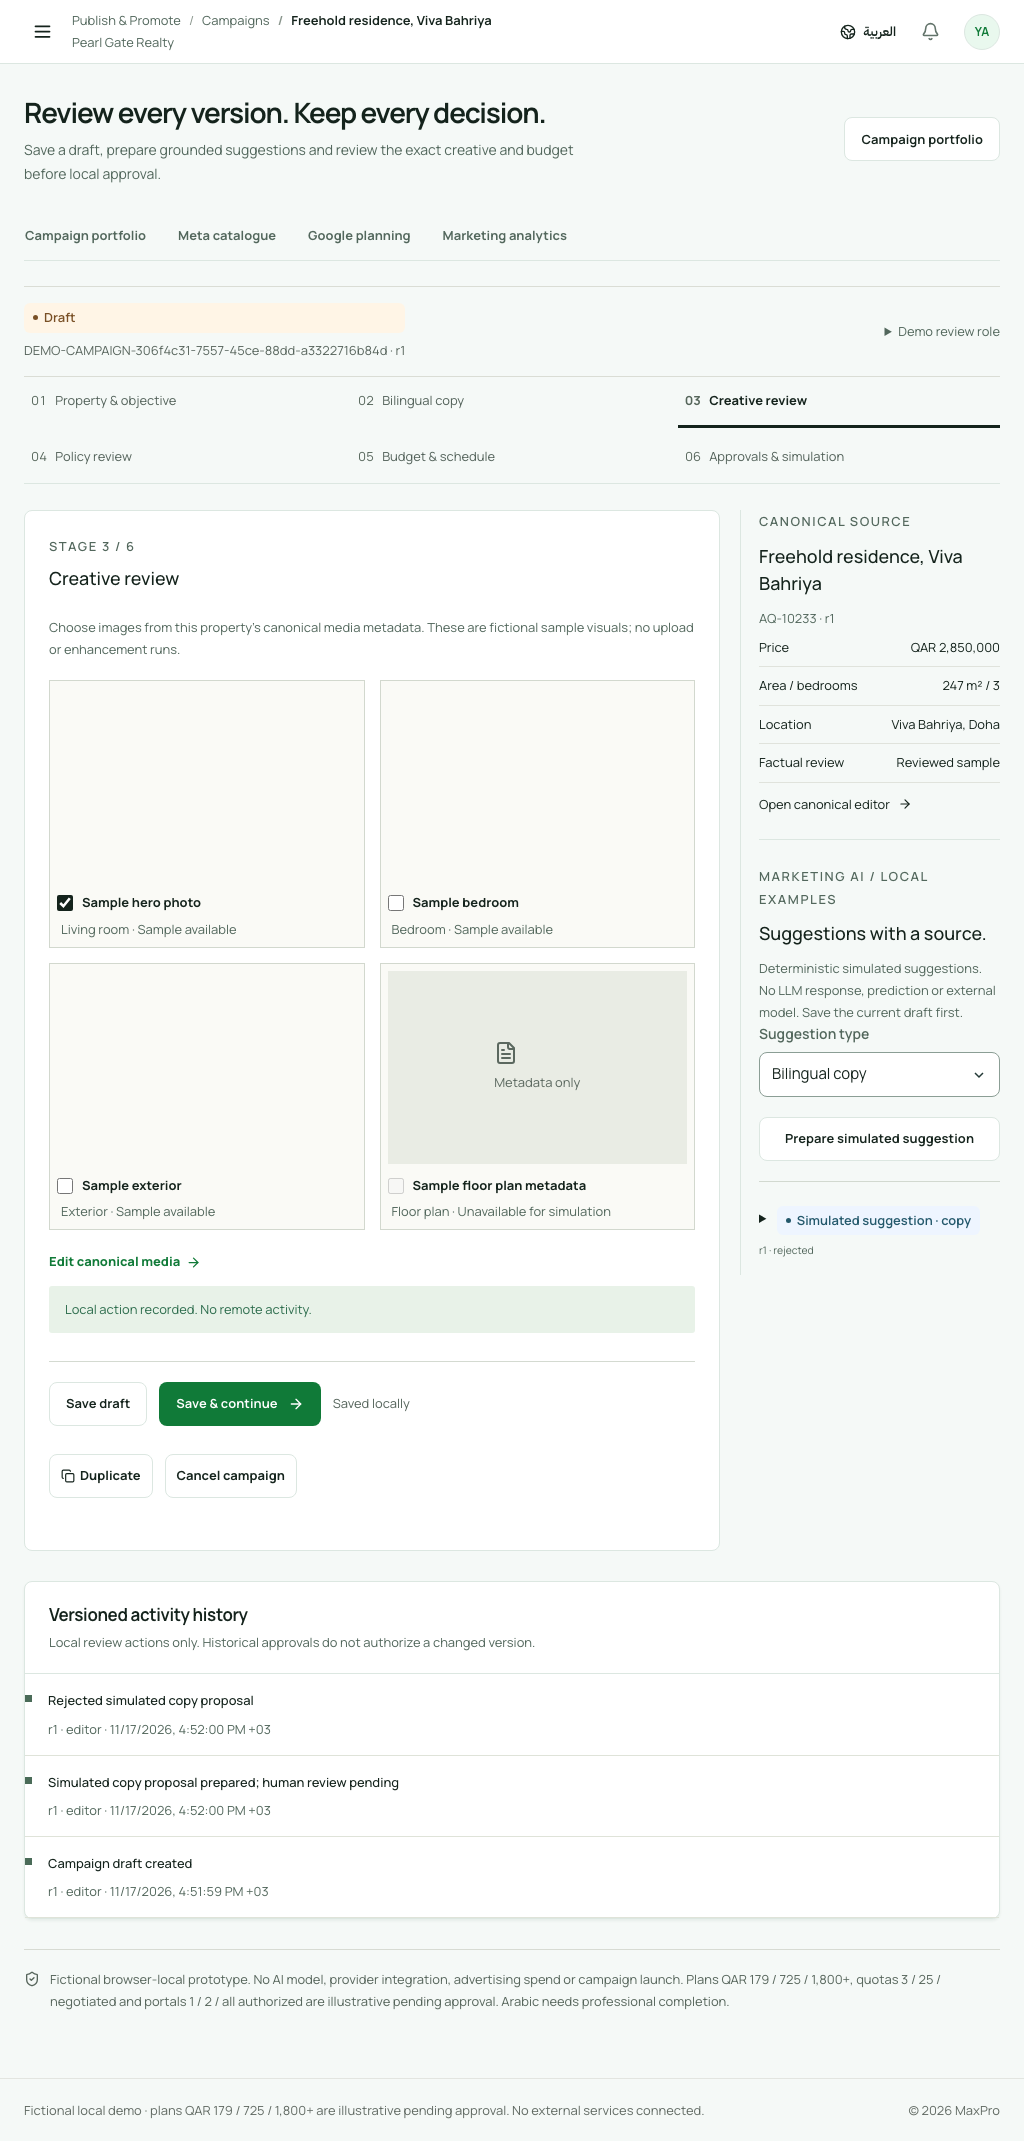 Publish & Promote / Campaigns / Freehold residence, Viva Bahriya
Pearl Gate Realty
العربية
YA
Review every version. Keep every decision.
Save a draft, prepare grounded suggestions and review the exact creative and budget
before local approval.
Campaign portfolio
Campaign portfolio
Meta catalogue
Google planning
Marketing analytics
Draft
DEMO-CAMPAIGN-306f4c31-7557-45ce-88dd-a3322716b84d · r1
Demo review role
01 Property & objective
02 Bilingual copy
03 Creative review
04 Policy review
05 Budget & schedule
06 Approvals & simulation
STAGE 3 / 6
Creative review
Choose images from this property's canonical media metadata. These are fictional sample visuals; no upload
or enhancement runs.
Sample hero photo
Living room · Sample available
Sample bedroom
Bedroom · Sample available
Sample exterior
Exterior · Sample available
Metadata only
Sample floor plan metadata
Floor plan · Unavailable for simulation
Edit canonical media
Local action recorded. No remote activity.
Save draft
Save & continue
Saved locally
Duplicate
Cancel campaign
CANONICAL SOURCE
Freehold residence, Viva
Bahriya
AQ-10233 · r1
Price QAR 2,850,000
Area / bedrooms 247 m² / 3
Location Viva Bahriya, Doha
Factual review Reviewed sample
Open canonical editor
MARKETING AI / LOCAL
EXAMPLES
Suggestions with a source.
Deterministic simulated suggestions.
No LLM response, prediction or external
model. Save the current draft first.
Suggestion type
Bilingual copy
Prepare simulated suggestion
Simulated suggestion · copy
r1 · rejected
Versioned activity history
Local review actions only. Historical approvals do not authorize a changed version.
Rejected simulated copy proposal
r1 · editor · 11/17/2026, 4:52:00 PM +03
Simulated copy proposal prepared; human review pending
r1 · editor · 11/17/2026, 4:52:00 PM +03
Campaign draft created
r1 · editor · 11/17/2026, 4:51:59 PM +03
Fictional browser-local prototype. No AI model, provider integration, advertising spend or campaign launch. Plans QAR 179 / 725 / 1,800+, quotas 3 / 25 /
negotiated and portals 1 / 2 / all authorized are illustrative pending approval. Arabic needs professional completion.
Fictional local demo · plans QAR 179 / 725 / 1,800+ are illustrative pending approval. No external services connected.
© 2026 MaxPro